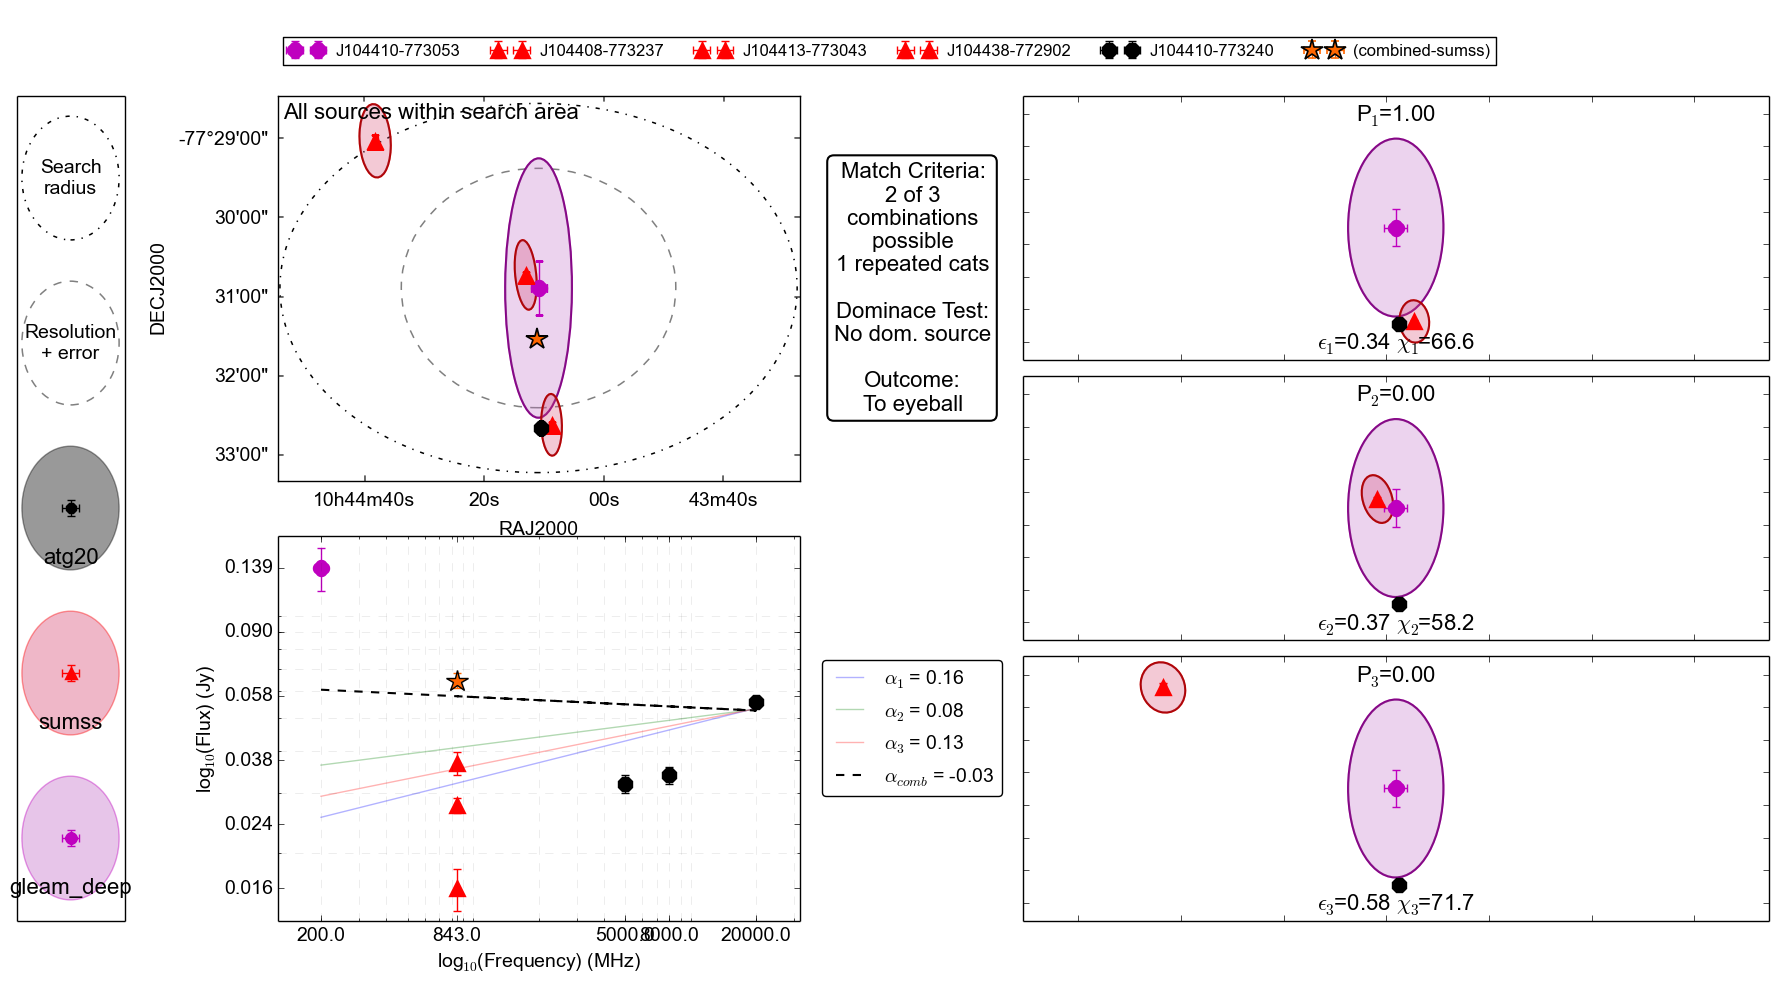 J104410-773053 J104408-773237 J104413-773043 J104438-772902 J104410-773240 (combined-sumss)
Search
radius
Resolution
+ error
atg20
sumss
gleam_deep
All sources within search area
-77°29'00"
30'00"
31'00"
32'00"
33'00"
DECJ2000
10h44m40s 20s 00s 43m40s
RAJ2000
0.139
0.090
0.058
0.038
0.024
0.016
log10(Flux) (Jy)
200.0 843.0 5000.0 8000.0 20000.0
log10(Frequency) (MHz)
Match Criteria:
2 of 3
combinations
possible
1 repeated cats
Dominace Test:
No dom. source
Outcome:
To eyeball
α1 = 0.16
α2 = 0.08
α3 = 0.13
αcomb = -0.03
P1=1.00
ϵ1=0.34 χ1=66.6
P2=0.00
ϵ2=0.37 χ2=58.2
P3=0.00
ϵ3=0.58 χ3=71.7